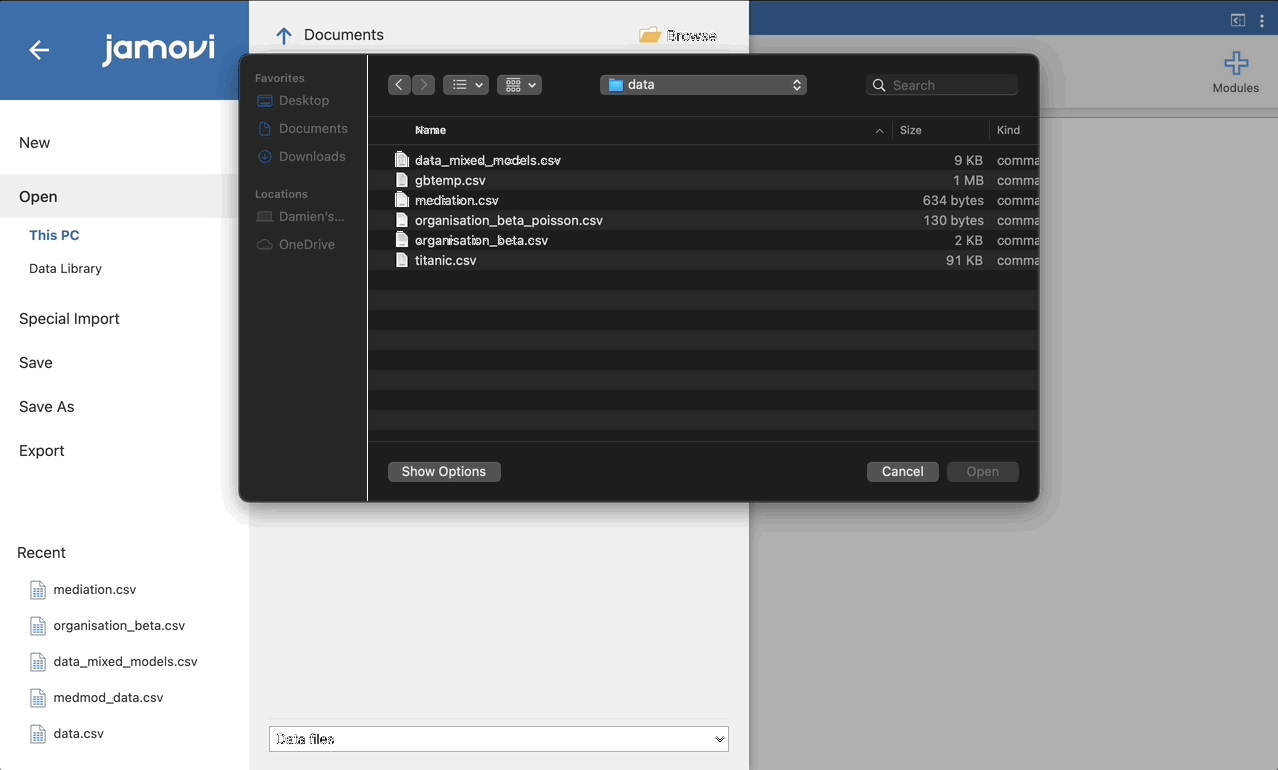 jamovi
Documents
Browse
Modules
New
Open
This PC
Data Library
Special Import
Save
Save As
Export
Recent
mediation.csv
organisation_beta.csv
data_mixed_models.csv
medmod_data.csv
data.csv
Favorites
Desktop
Documents
Downloads
Locations
Damien's...
OneDrive
data
Search
Name Size Kind
data_mixed_models.csv 9 KB comma
gbtemp.csv 1 MB comma
mediation.csv 634 bytes comma
organisation_beta_poisson.csv 130 bytes comma
organisation_beta.csv 2 KB comma
titanic.csv 91 KB comma
Show Options
Cancel
Open
Data files